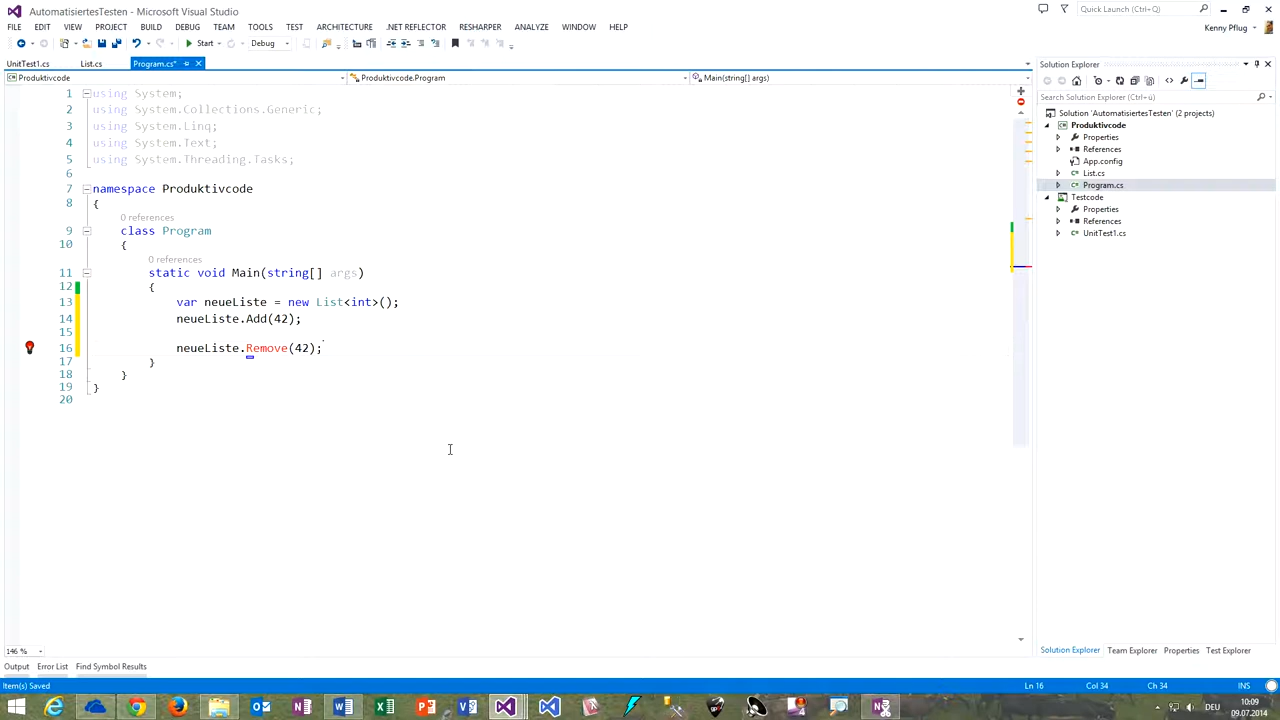 AutomatisiertesTesten - Microsoft Visual Studio
Quick Launch (Ctrl+Q)
FILE EDIT VIEW PROJECT BUILD DEBUG TEAM TOOLS TEST ARCHITECTURE .NET REFLECTOR RESHARPER ANALYZE WINDOW HELP
Kenny Pflug
Start Debug
UnitTest1.cs List.cs Program.cs*
Solution Explorer
Produktivcode Produktivcode.Program Main(string[] args)
Search Solution Explorer (Ctrl+ü)
Solution 'AutomatisiertesTesten' (2 projects)
Produktivcode
Properties
References
App.config
List.cs
Program.cs
Testcode
Properties
References
UnitTest1.cs
1 using System;
2 using System.Collections.Generic;
3 using System.Linq;
4 using System.Text;
5 using System.Threading.Tasks;
6
7 namespace Produktivcode
8 {
0 references
9 class Program
10 {
0 references
11 static void Main(string[] args)
12 {
13 var neueListe = new List<int>();
14 neueListe.Add(42);
15
16 neueListe.Remove(42);
17 }
18 }
19 }
20
146 %
Solution Explorer Team Explorer Properties Test Explorer
Output Error List Find Symbol Results
Item(s) Saved Ln 16 Col 34 Ch 34 INS
4
DEU
10:09
09.07.2014